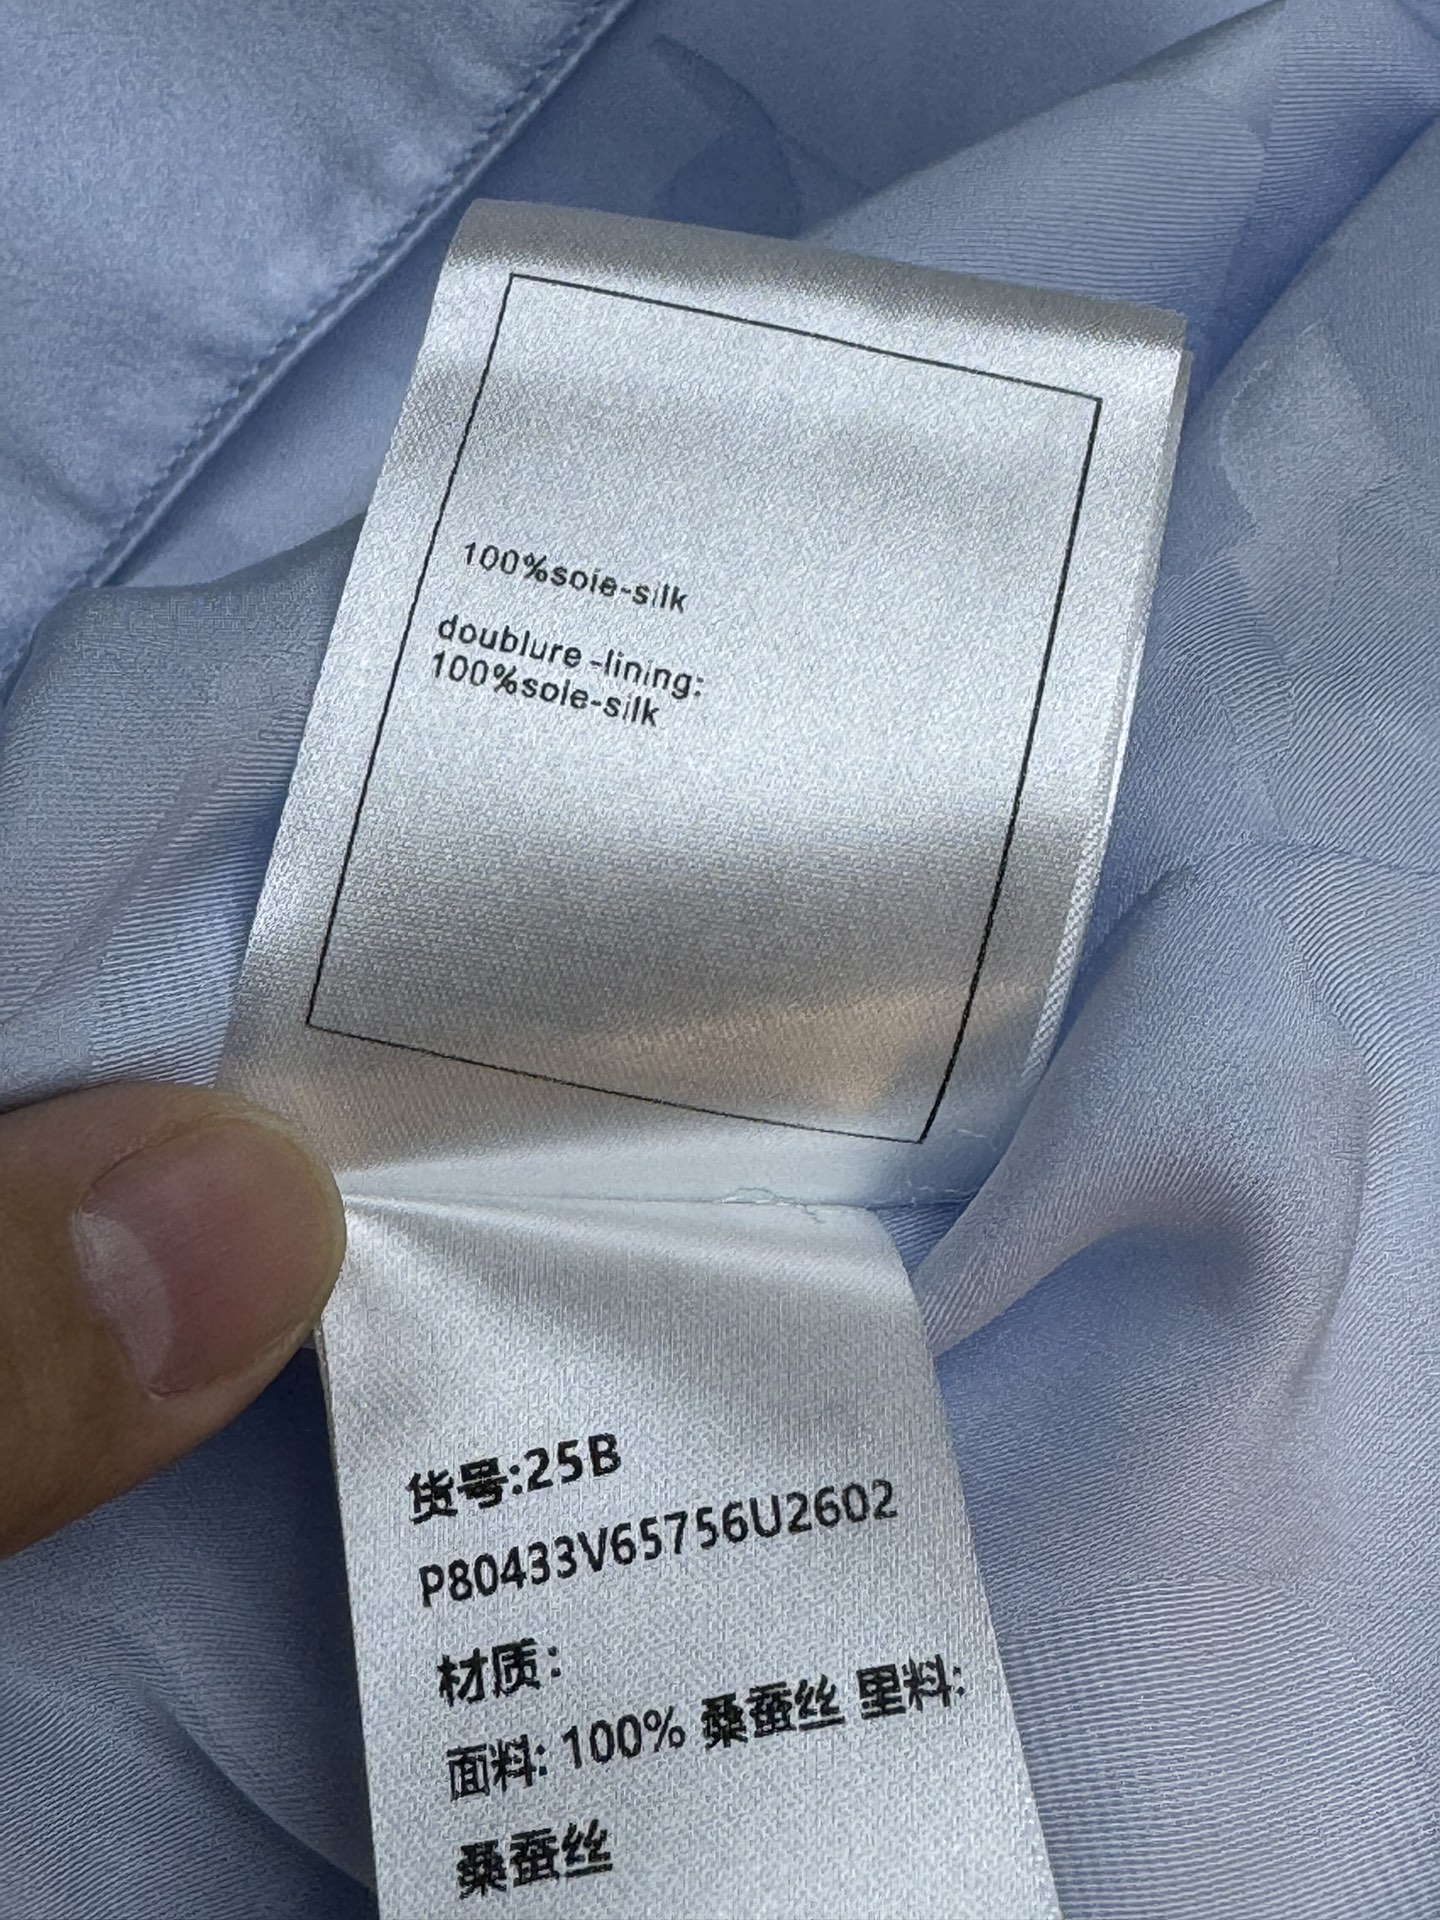 100%soie-silk
doublure-lining:
100%soie-silk
货号:25B
P80433V65756U2602
材质:
面料: 100% 桑蚕丝 里料:
桑蚕丝